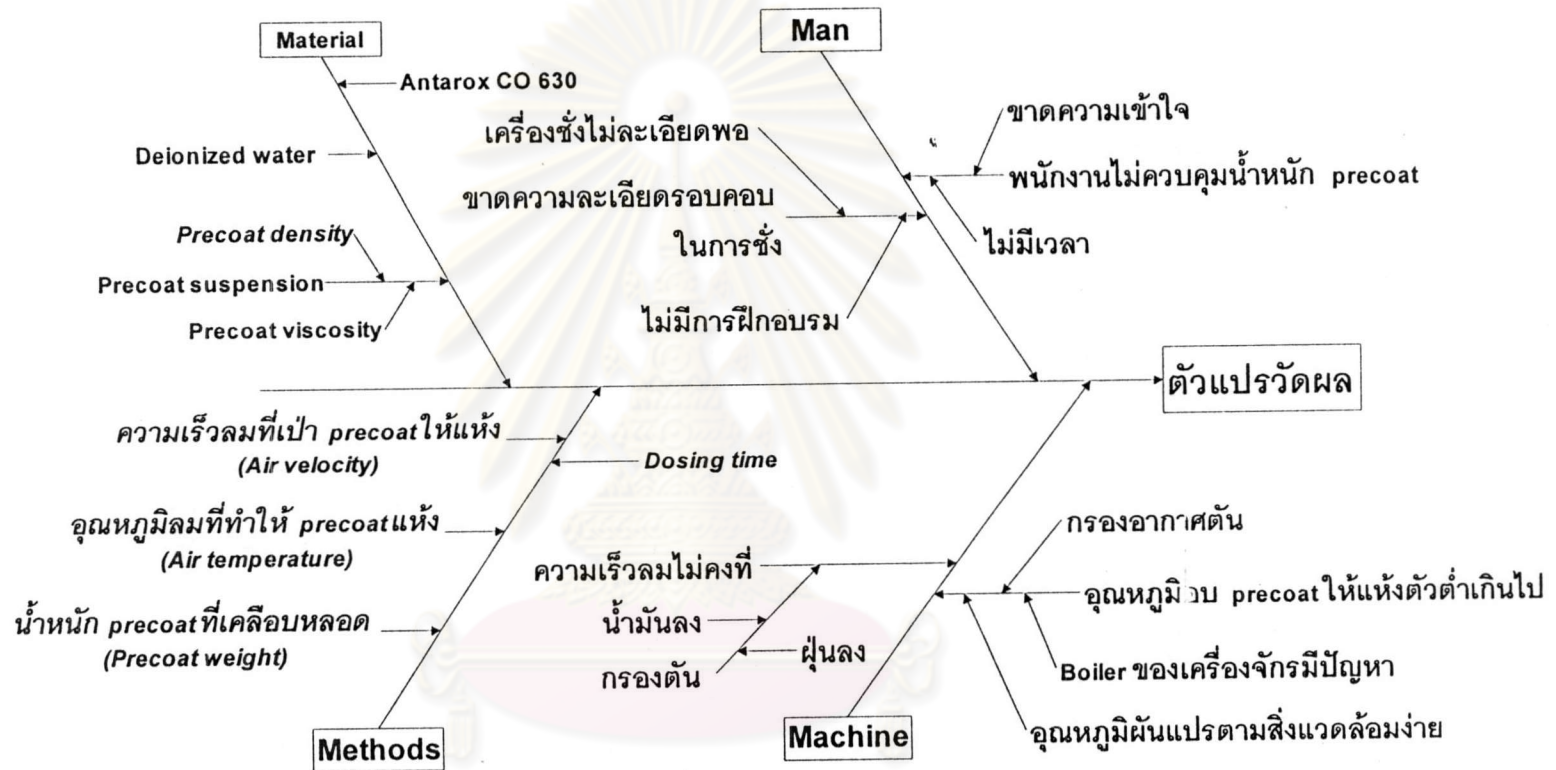 Material
Man
Antarox CO 630
เครื่องชั่งไม่ละเอียดพอ
ขาดความเข้าใจ
Deionized water
พนักงานไม่ควบคุมน้ำหนัก precoat
ขาดความละเอียดรอบคอบ
ในการชั่ง
Precoat density
ไม่มีเวลา
Precoat suspension
Precoat viscosity
ไม่มีการฝึกอบรม
ตัวแปรวัดผล
ความเร็วลมที่เป่า precoat ให้แห้ง
(Air velocity)
Dosing time
อุณหภูมิลมที่ทำให้ precoat แห้ง
(Air temperature)
กรองอากาศตัน
ความเร็วลมไม่คงที่
อุณหภูมิอบ precoat ให้แห้งตัวต่ำเกินไป
น้ำหนัก precoat ที่เคลือบหลอด
(Precoat weight)
น้ำมันลง
ฝุ่นลง
กรองตัน
Boiler ของเครื่องจักรมีปัญหา
อุณหภูมิผันแปรตามสิ่งแวดล้อมง่าย
Methods
Machine